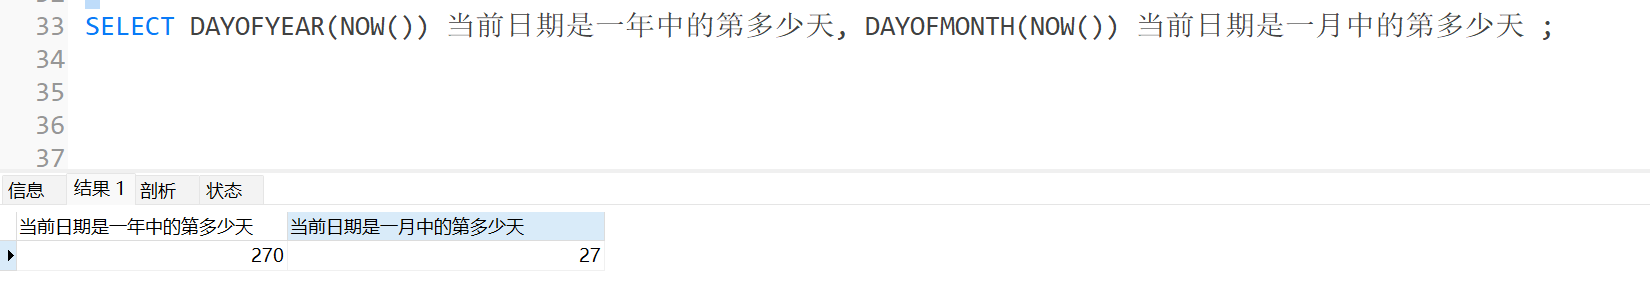 33 SELECT DAYOFYEAR(NOW()) 当前日期是一年中的第多少天, DAYOFMONTH(NOW()) 当前日期是一月中的第多少天 ;
34
35
36
37
信息 结果 1 剖析 状态
当前日期是一年中的第多少天 当前日期是一月中的第多少天
270 27